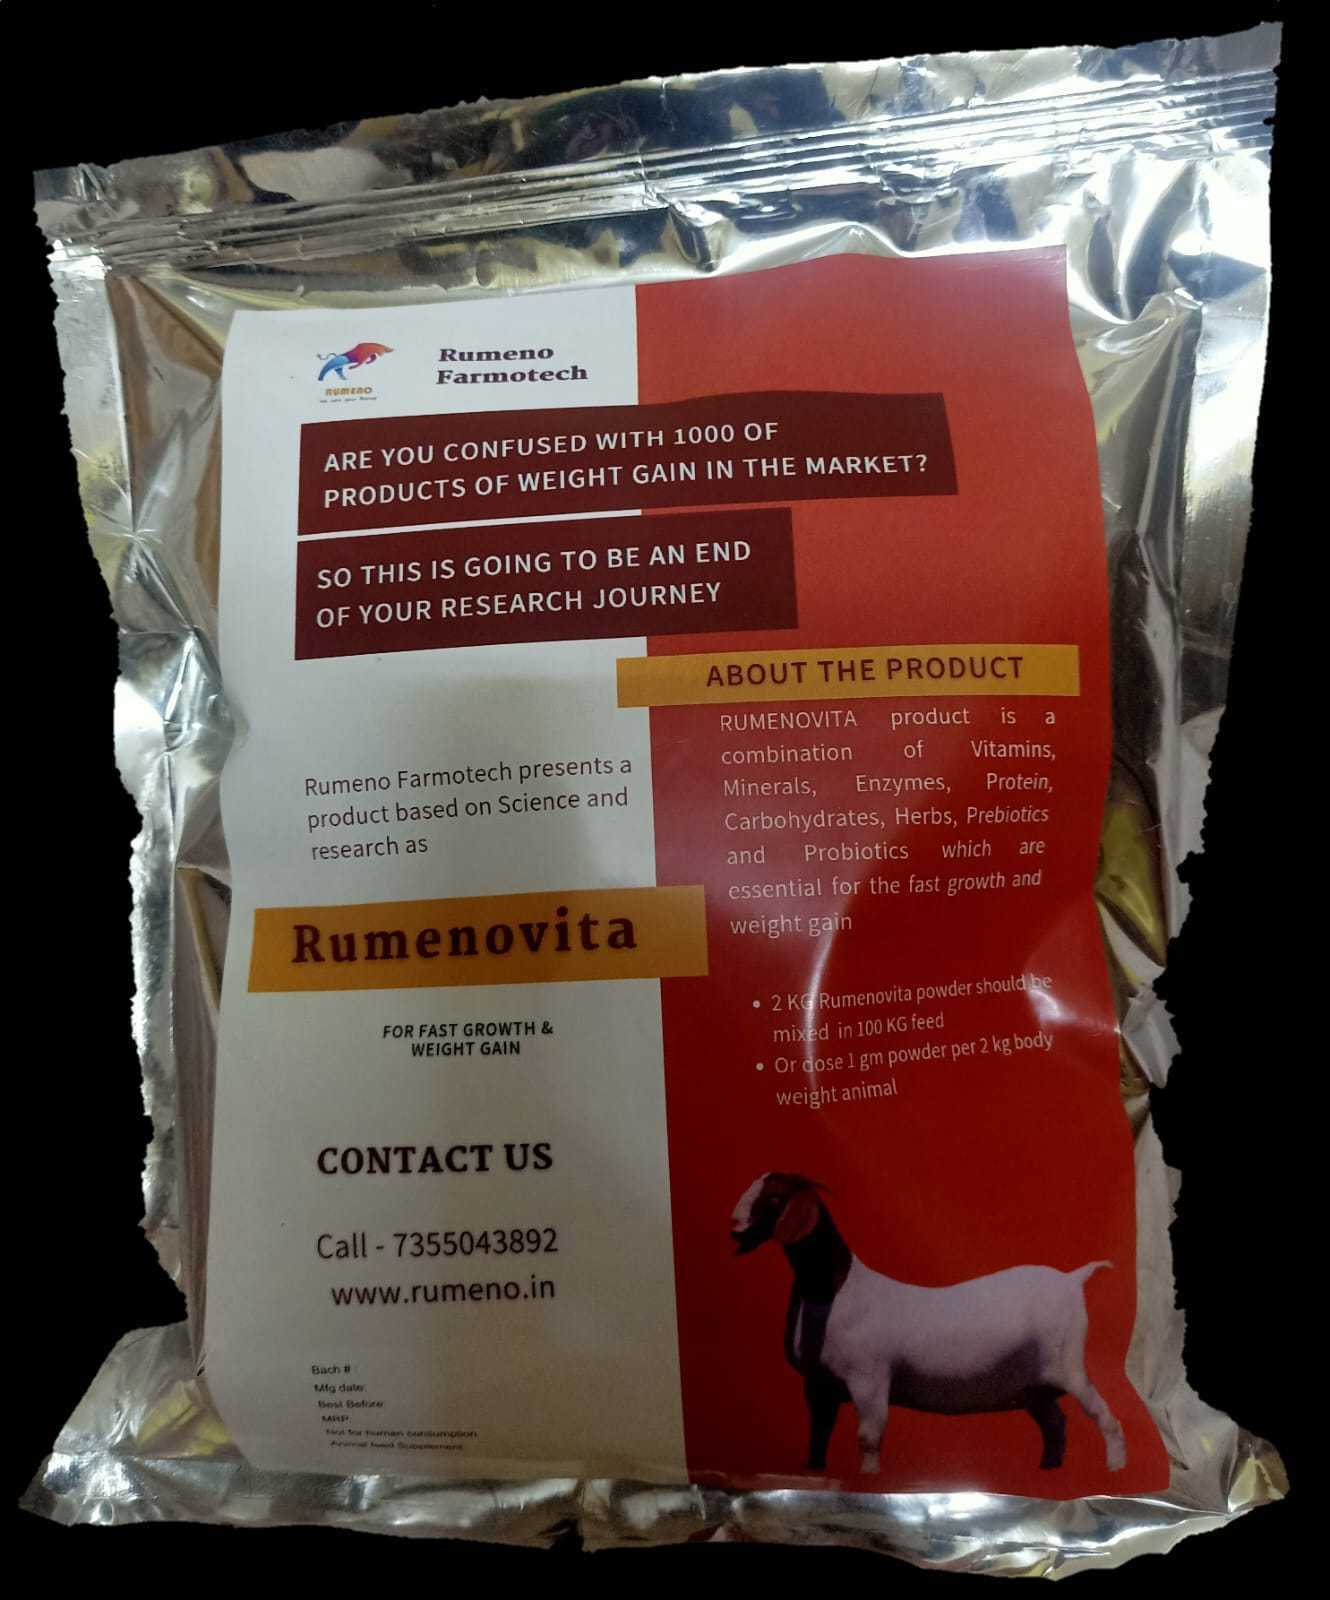 RUMENO
Rumeno
Farmotech
ARE YOU CONFUSED WITH 1000 OF
PRODUCTS OF WEIGHT GAIN IN THE MARKET?
SO THIS IS GOING TO BE AN END
OF YOUR RESEARCH JOURNEY
Rumeno Farmotech presents a
product based on Science and
research as
Rumenovita
FOR FAST GROWTH &
WEIGHT GAIN
CONTACT US
Call - 7355043892
www.rumeno.in
Bach # :
Mfg date:
Best Before:
MRP:
Not for human consumption
Animal feed Supplement
ABOUT THE PRODUCT
RUMENOVITA product is a
combination of Vitamins,
Minerals, Enzymes, Protein,
Carbohydrates, Herbs, Prebiotics
and Probiotics which are
essential for the fast growth and
weight gain
• 2 KG Rumenovita powder should be
mixed in 100 KG feed
• Or dose 1 gm powder per 2 kg body
weight animal